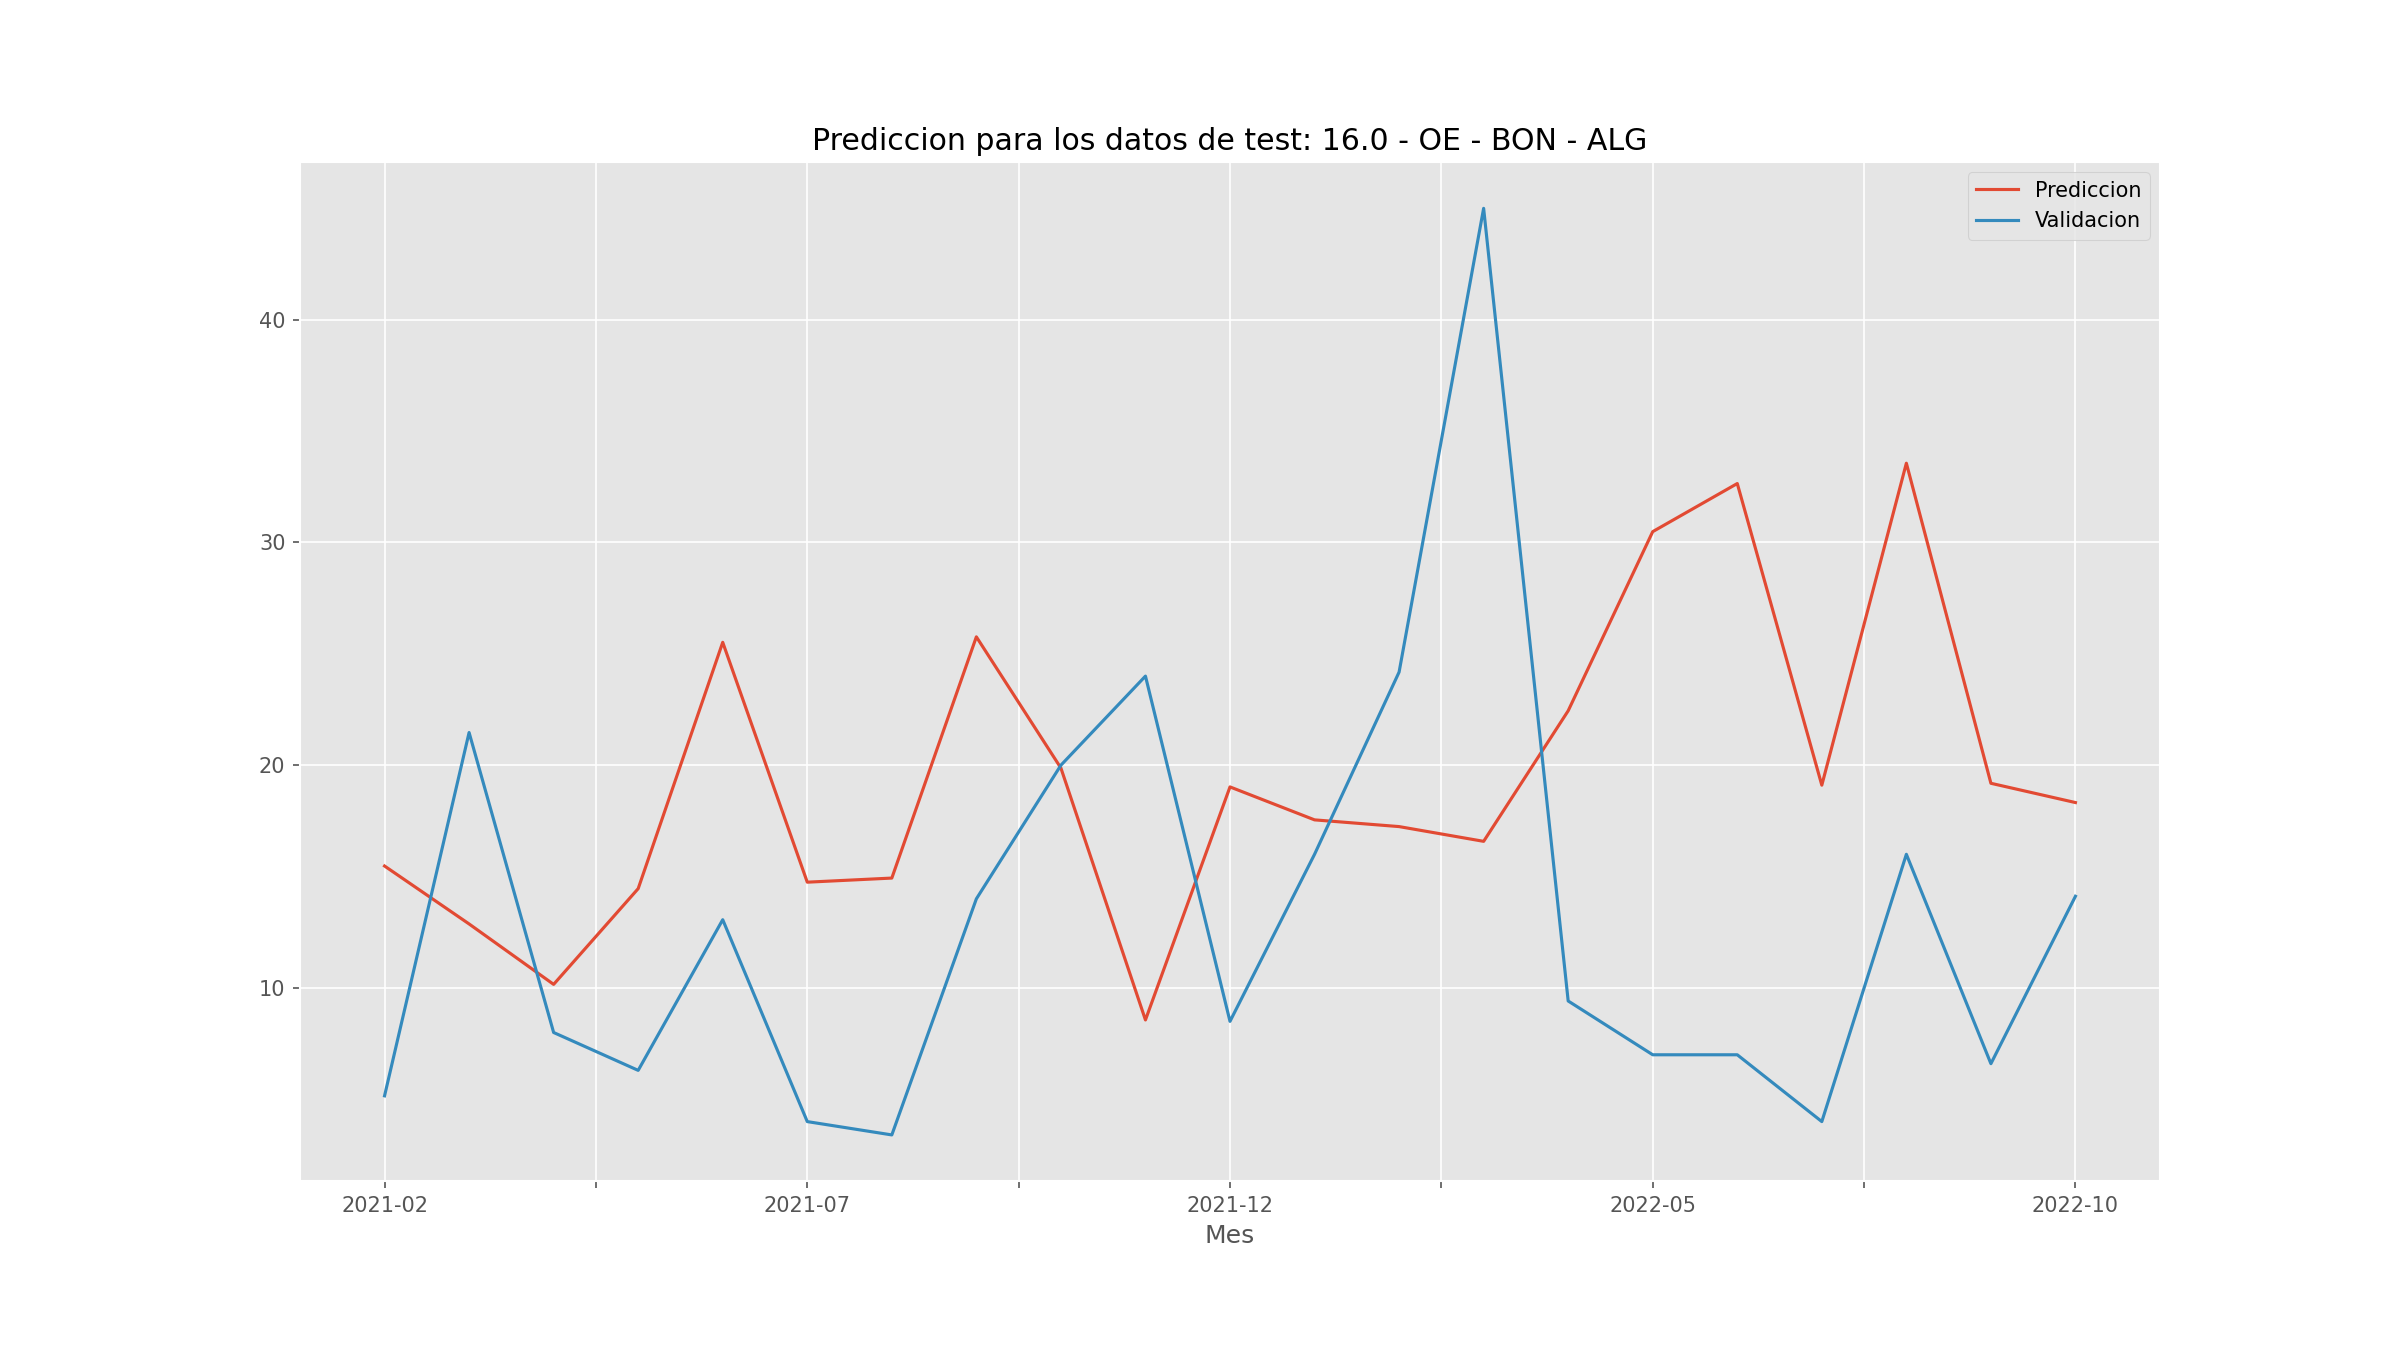 Prediccion para los datos de test: 16.0 - OE - BON - ALG
Prediccion
Validacion
40
30
20
10
2021-02 2021-07 2021-12 2022-05 2022-10
Mes